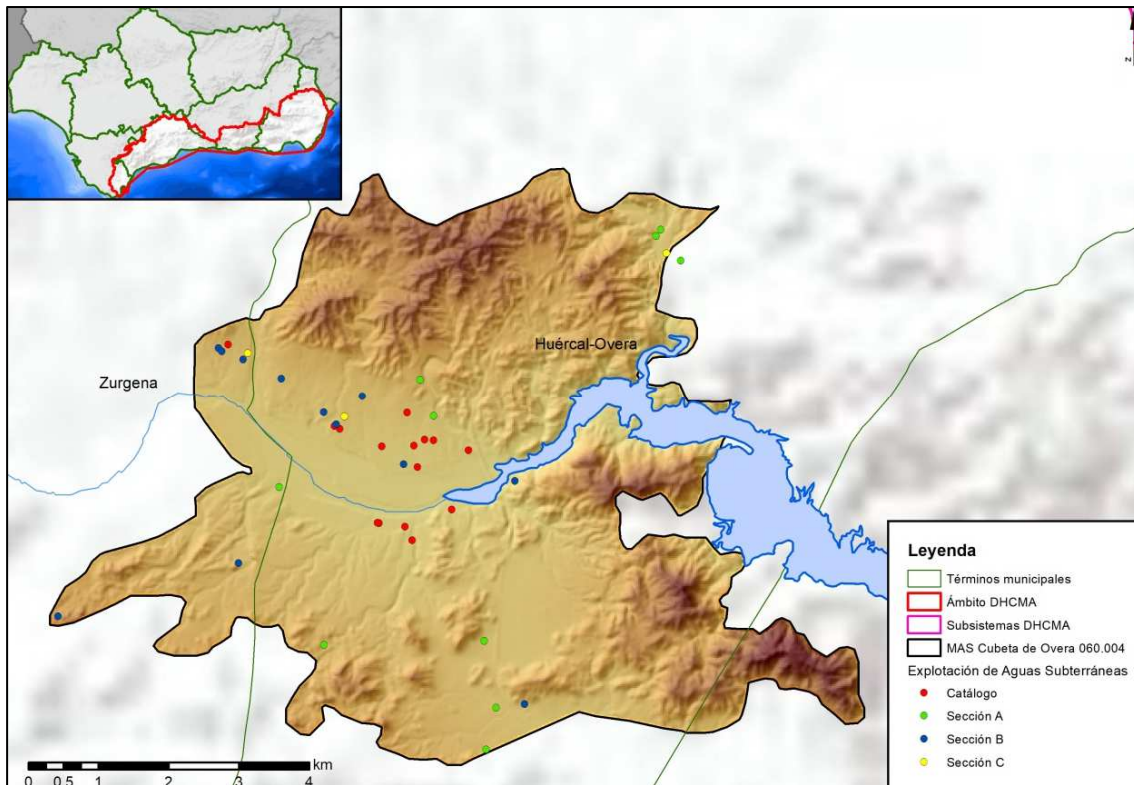 z
Huércal-Overa
Zurgena
km
0 0.5 1 2 3 4
Leyenda
Términos municipales
Ámbito DHCMA
Subsistemas DHCMA
MAS Cubeta de Overa 060.004
Explotación de Aguas Subterráneas
Catálogo
Sección A
Sección B
Sección C